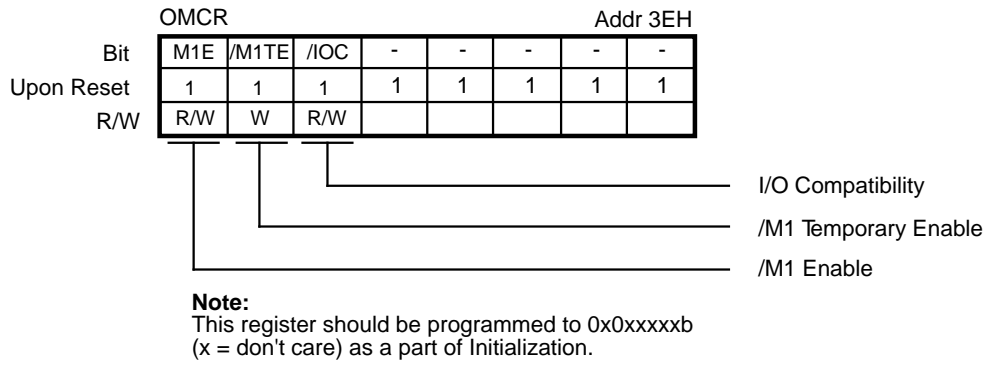 OMCR Addr 3EH
Bit M1E /M1TE /IOC - - - - -
Upon Reset 1 1 1 1 1 1 1 1
R/W R/W W R/W
I/O Compatibility
/M1 Temporary Enable
/M1 Enable
Note:
This register should be programmed to 0x0xxxxxb
(x = don't care) as a part of Initialization.